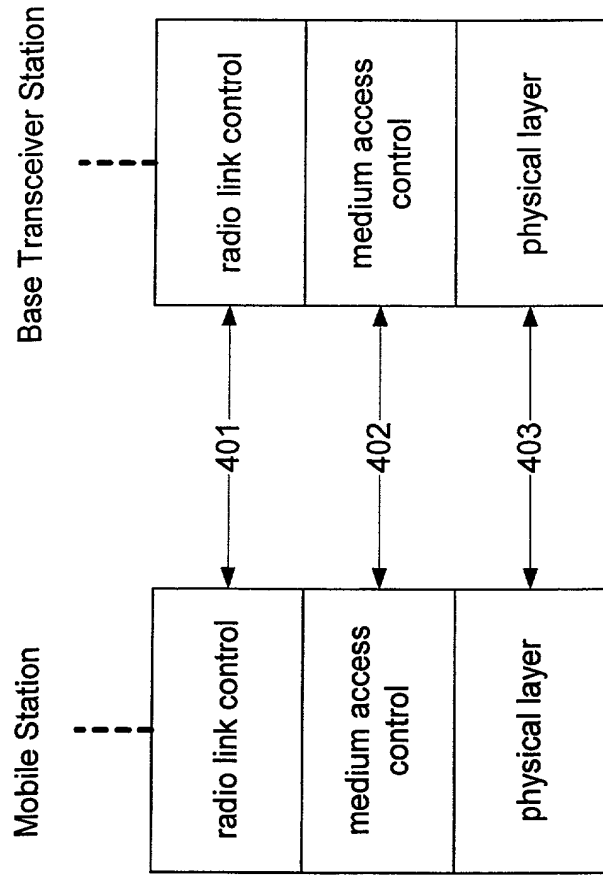 Mobile Station
Base Transceiver Station
radio link control
401
radio link control
medium access
control
402
medium access
control
physical layer
403
physical layer